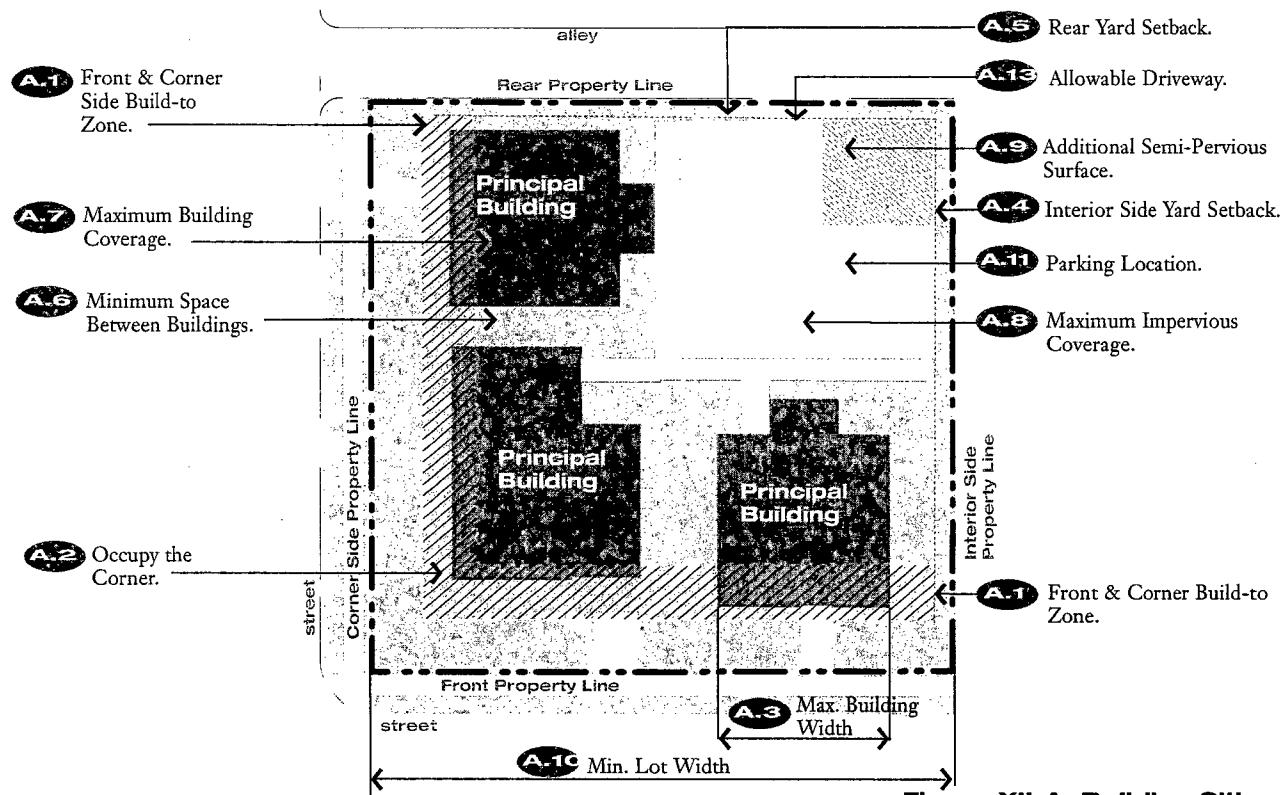 alley
A.5 Rear Yard Setback.
A.13 Allowable Driveway.
A.1 Front & Corner
Side Build-to
Zone.
Rear Property Line
A.9 Additional Semi-Pervious
Surface.
Principal
Building
A.7 Maximum Building
Coverage.
A.4 Interior Side Yard Setback.
A.11 Parking Location.
A.6 Minimum Space
Between Buildings.
A.8 Maximum Impervious
Coverage.
Corner Side Property Line
Principal
Building
Principal
Building
Interior Side
Property Line
A.2 Occupy the
Corner.
street
A.1 Front & Corner Build-to
Zone.
Front Property Line
street
A.3 Max. Building
Width
A.10 Min. Lot Width